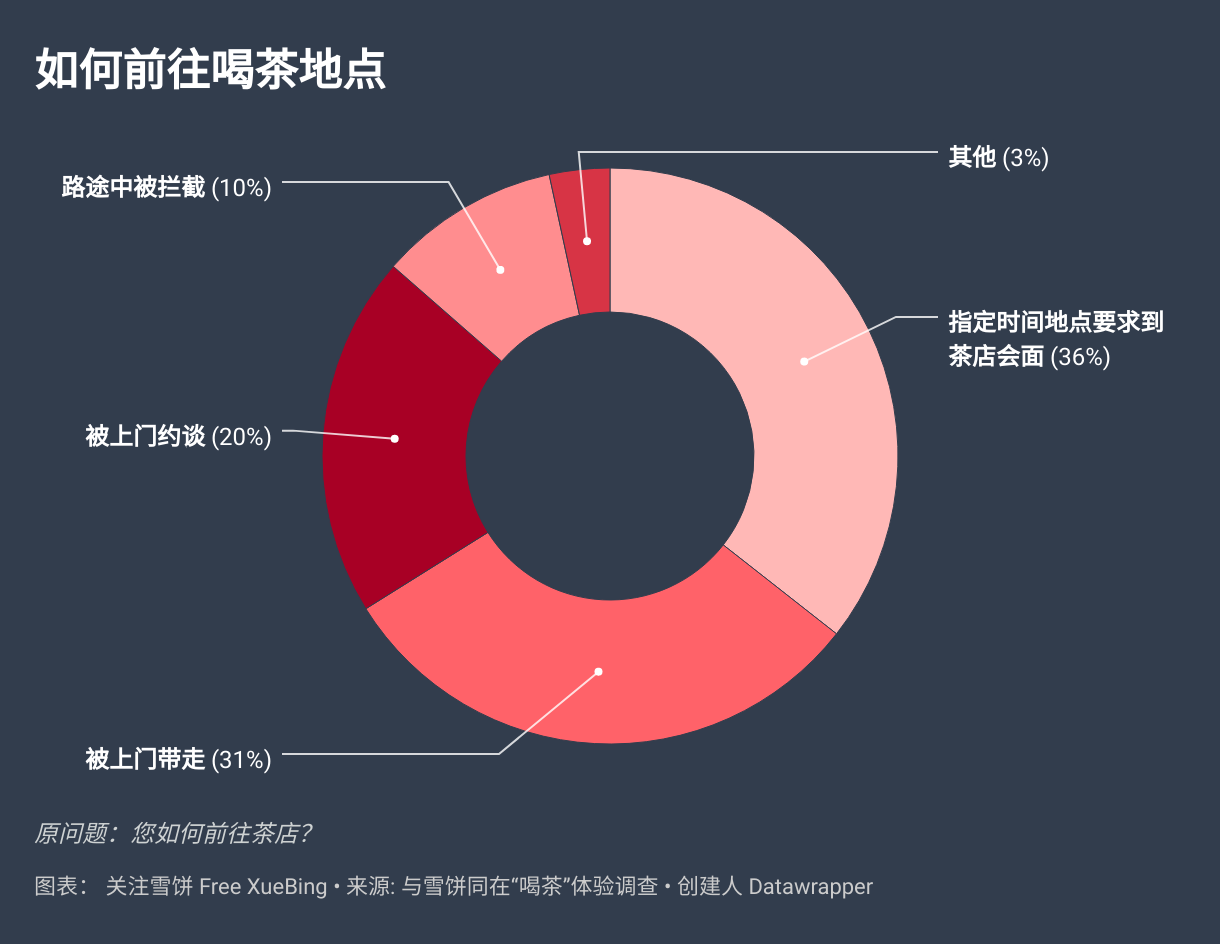 如何前往喝茶地点
其他 (3%)
路途中被拦截 (10%)
指定时间地点要求到
茶店会面 (36%)
被上门约谈 (20%)
被上门带走 (31%)
原问题：您如何前往茶店？
图表： 关注雪饼 Free XueBing • 来源: 与雪饼同在“喝茶”体验调查 • 创建人 Datawrapper